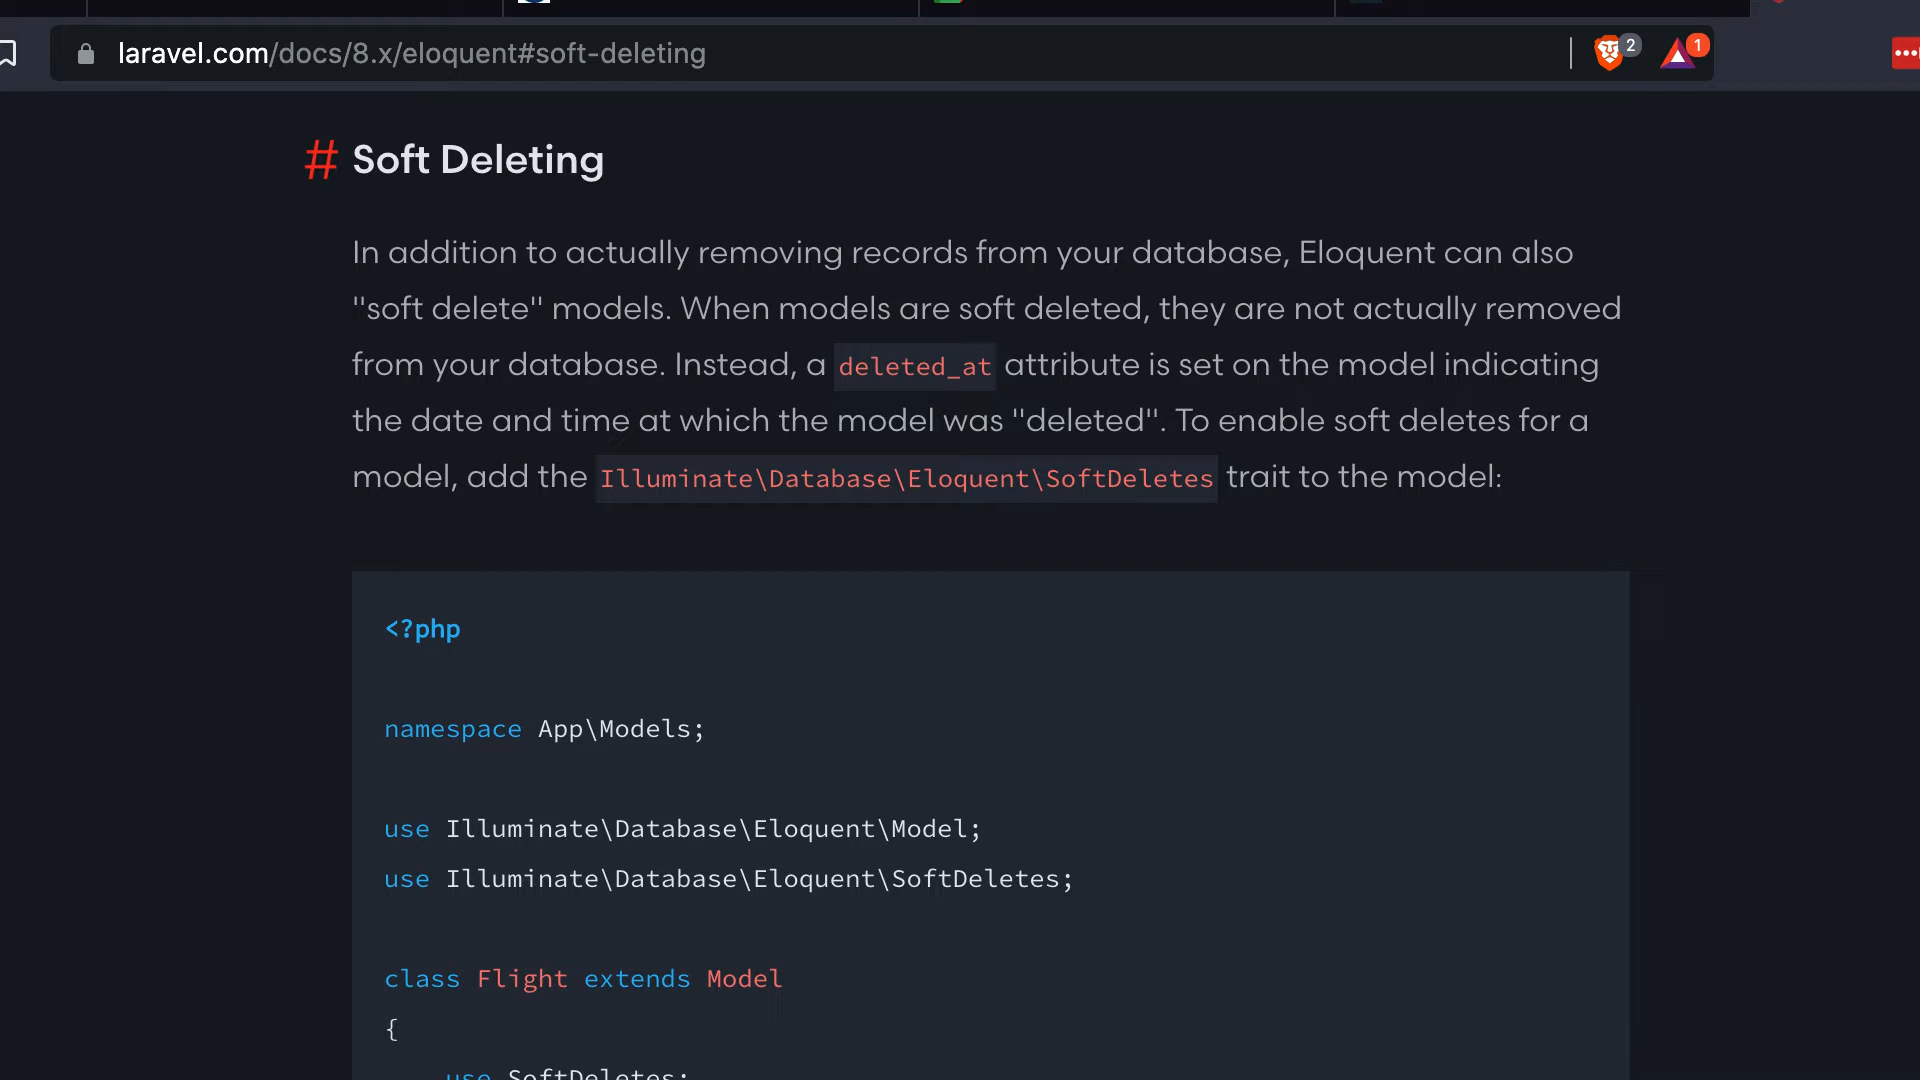 laravel.com/docs/8.x/eloquent#soft-deleting
2
1
# Soft Deleting
In addition to actually removing records from your database, Eloquent can also
"soft delete" models. When models are soft deleted, they are not actually removed
from your database. Instead, a deleted_at attribute is set on the model indicating
the date and time at which the model was "deleted". To enable soft deletes for a
model, add the Illuminate\Database\Eloquent\SoftDeletes trait to the model:
<?php
namespace App\Models;
use Illuminate\Database\Eloquent\Model;
use Illuminate\Database\Eloquent\SoftDeletes;
class Flight extends Model
{
use SoftDeletes;